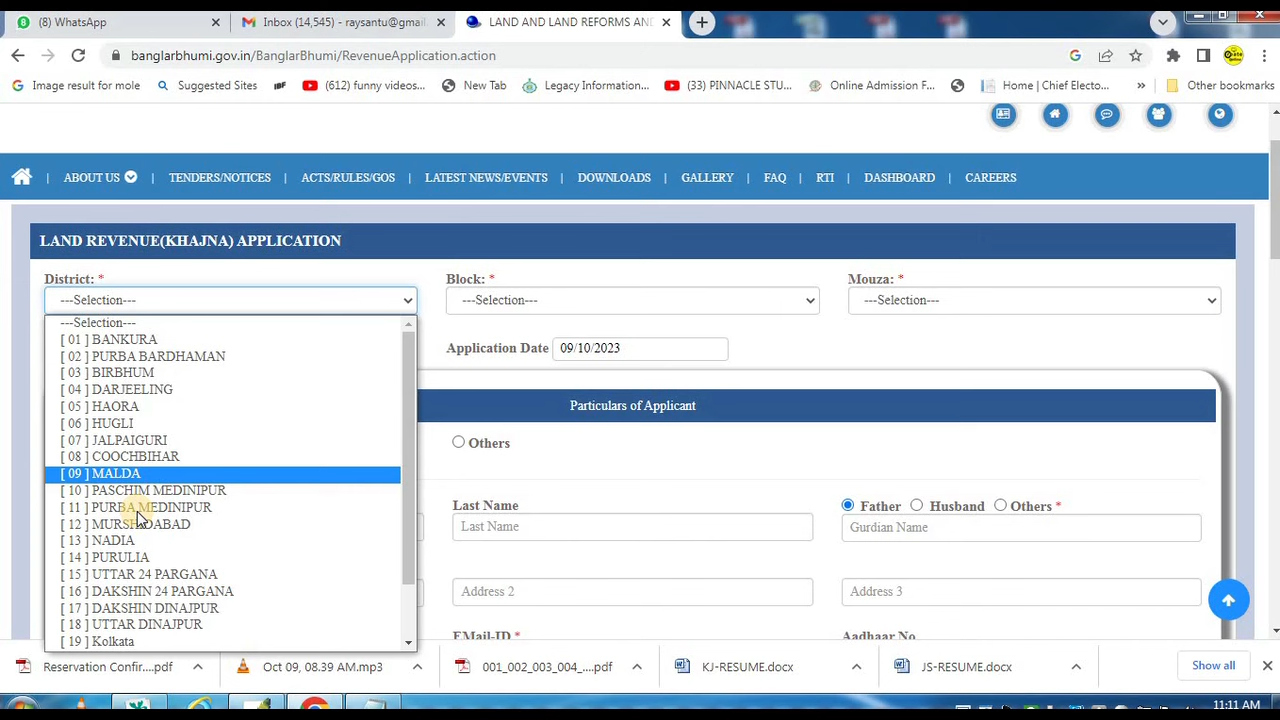 (8) WhatsApp
Inbox (14,545) - raysantu@gmail
LAND AND LAND REFORMS AND
banglarbhumi.gov.in/BanglarBhumi/RevenueApplication.action
Image result for mole
Suggested Sites
(612) funny videos...
New Tab
Legacy Information...
(33) PINNACLE STU...
Online Admission F...
Home | Chief Electo...
»
Other bookmarks
ABOUT US | TENDERS/NOTICES | ACTS/RULES/GOS | LATEST NEWS/EVENTS | DOWNLOADS | GALLERY | FAQ | RTI | DASHBOARD | CAREERS
LAND REVENUE(KHAJNA) APPLICATION
District: *
Block: *
Mouza: *
---Selection---
---Selection---
---Selection---
---Selection---
[ 01 ] BANKURA
[ 02 ] PURBA BARDHAMAN
[ 03 ] BIRBHUM
[ 04 ] DARJEELING
[ 05 ] HAORA
[ 06 ] HUGLI
[ 07 ] JALPAIGURI
[ 08 ] COOCHBIHAR
[ 09 ] MALDA
[ 10 ] PASCHIM MEDINIPUR
[ 11 ] PURBA MEDINIPUR
[ 12 ] MURSHIDABAD
[ 13 ] NADIA
[ 14 ] PURULIA
[ 15 ] UTTAR 24 PARGANA
[ 16 ] DAKSHIN 24 PARGANA
[ 17 ] DAKSHIN DINAJPUR
[ 18 ] UTTAR DINAJPUR
[ 19 ] Kolkata
Application Date 09/10/2023
Particulars of Applicant
Others
Last Name
Father Husband Others *
Last Name
Gurdian Name
Address 2
Address 3
EMail-ID *
Aadhaar No
Reservation Confir....pdf
Oct 09, 08.39 AM.mp3
001_002_003_004_....pdf
KJ-RESUME.docx
JS-RESUME.docx
Show all
11:11 AM